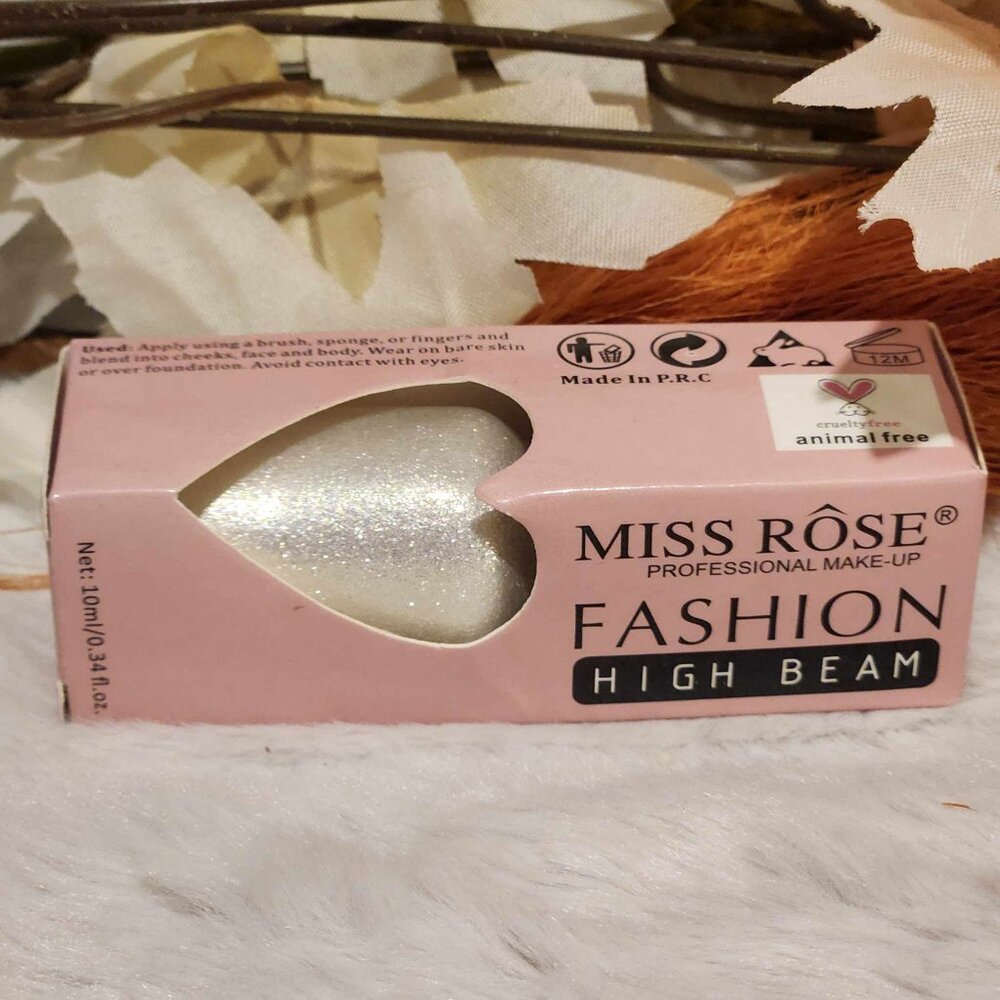 Used: Apply using a brush, sponge, or fingers and
blend into cheeks, face and body. Wear on bare skin
or over foundation. Avoid contact with eyes.
Made In P.R.C
12M
crueltyfree
animal free
MISS RÔSE®
PROFESSIONAL MAKE-UP
FASHION
HIGH BEAM
Net: 10ml/0.34 fl.oz.